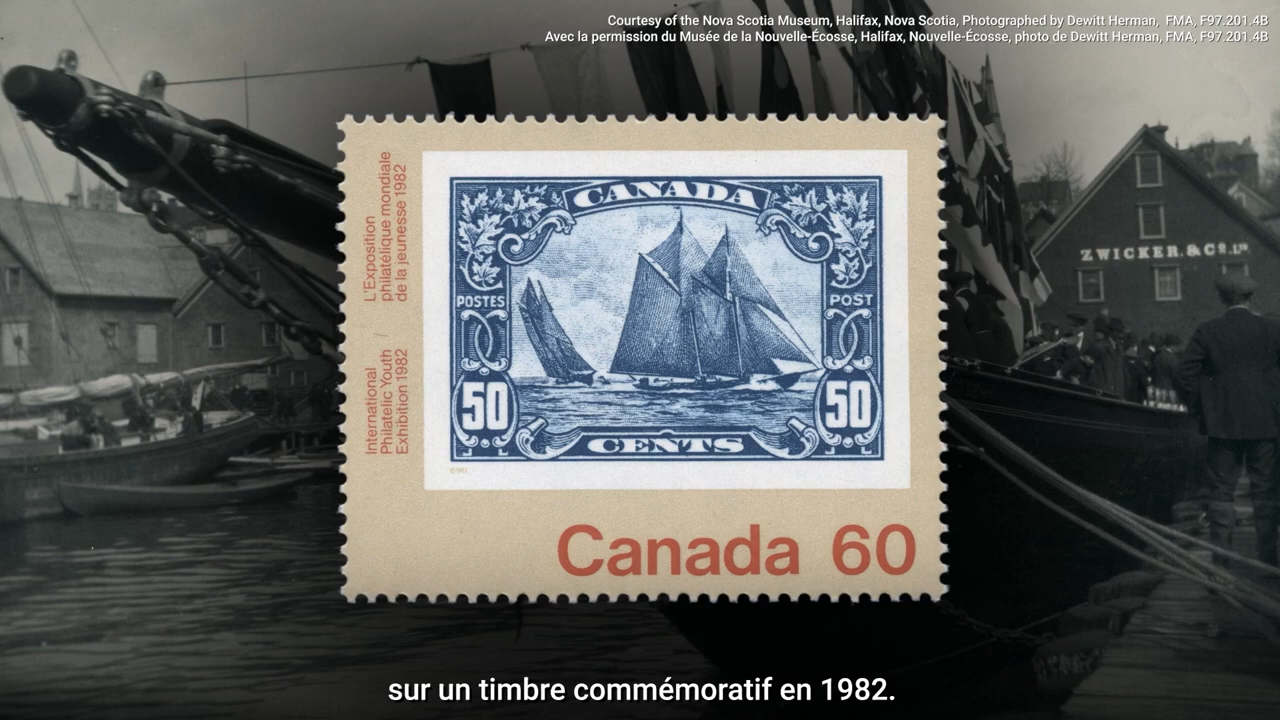 Courtesy of the Nova Scotia Museum, Halifax, Nova Scotia, Photographed by Dewitt Herman, FMA, F97.201.4B
Avec la permission du Musée de la Nouvelle-Écosse, Halifax, Nouvelle-Écosse, photo de Dewitt Herman, FMA, F97.201.4B
L'Exposition
philatélique mondiale
de la jeunesse 1982
/
International
Philatelic Youth
Exhibition 1982
CANADA
POSTES
POST
50
50
CENTS
Canada 60
ZWICKER & Co. LTD
sur un timbre commémoratif en 1982.